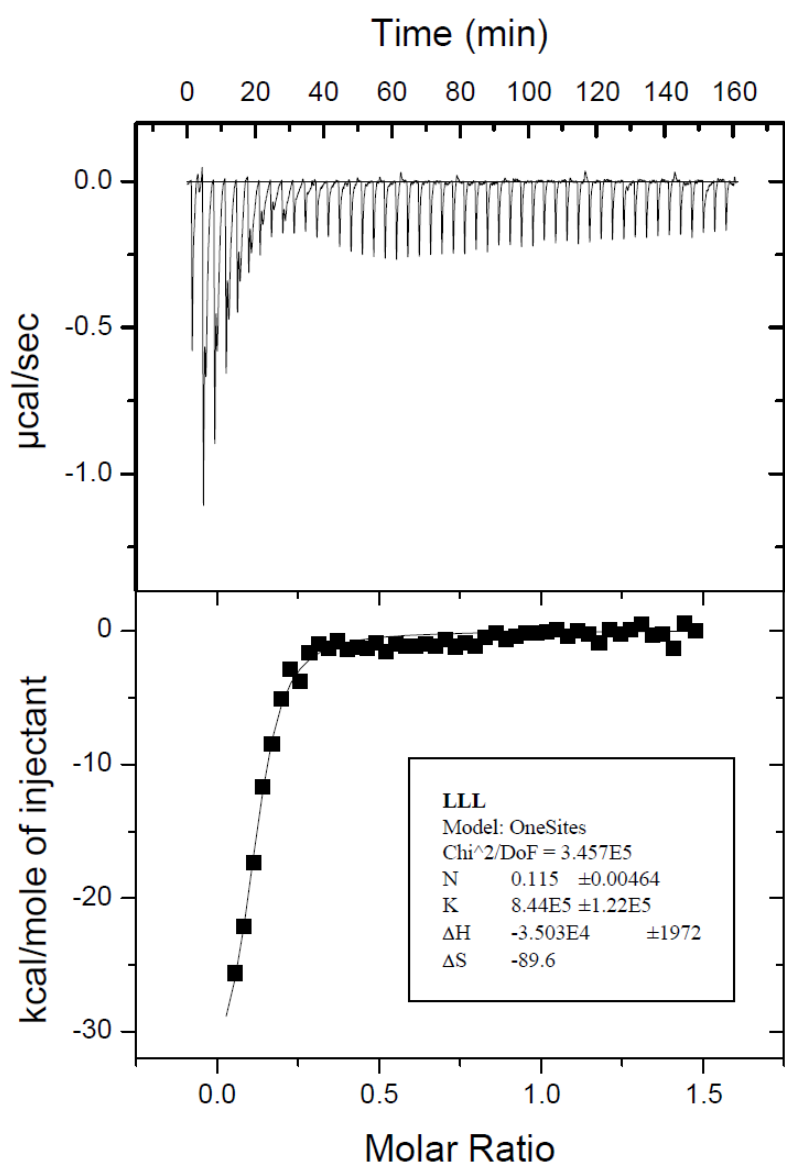 Time (min)
0 20 40 60 80 100 120 140 160
0.0
-0.5
-1.0
µcal/sec
0
-10
-20
-30
kcal/mole of injectant
LLL
Model: OneSites
Chi^2/DoF = 3.457E5
N 0.115 ±0.00464
K 8.44E5 ±1.22E5
ΔH -3.503E4 ±1972
ΔS -89.6
0.0 0.5 1.0 1.5
Molar Ratio